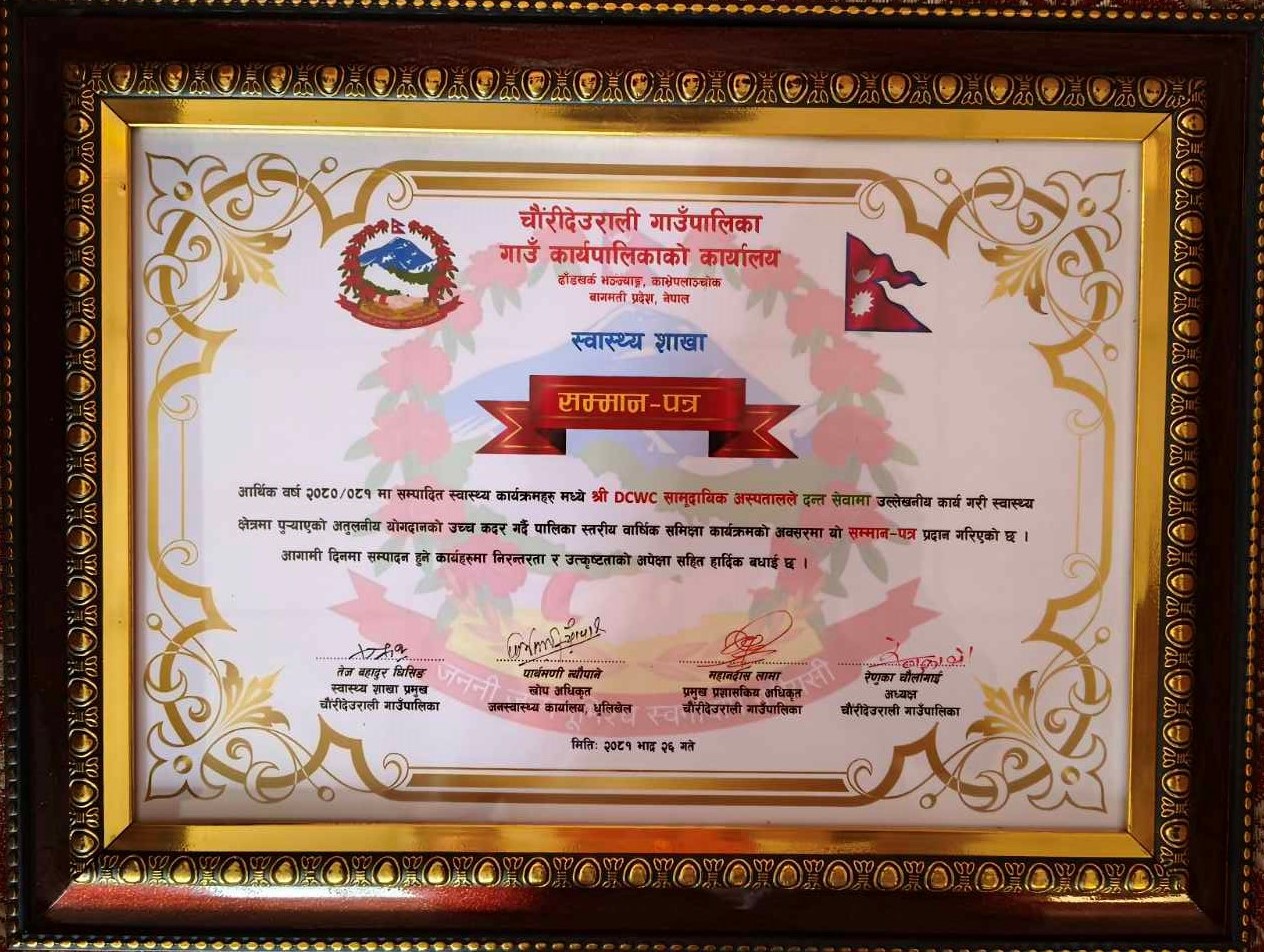 चौंरीदेउराली गाउँपालिका
गाउँ कार्यपालिकाको कार्यालय
ढाँडखर्क भञ्ज्याङ्ग, काभ्रेपलाञ्चोक
बागमती प्रदेश, नेपाल
स्वास्थ्य शाखा
सम्मान-पत्र
आर्थिक वर्ष २०८०/०८१ मा सम्पादित स्वास्थ्य कार्यक्रमहरु मध्ये श्री DCWC सामूदायिक अस्पतालले दन्त सेवामा उल्लेखनीय कार्य गरी स्वास्थ्य
क्षेत्रमा पुर्‍याएको अतुलनीय योगदानको उच्च कदर गर्दै पालिका स्तरीय वार्षिक समिक्षा कार्यक्रमको अवसरमा यो सम्मान-पत्र प्रदान गरिएको छ ।
आगामी दिनमा सम्पादन हुने कार्यहरुमा निरन्तरता र उत्कृष्टताको अपेक्षा सहित हार्दिक बधाई छ ।
तेज बहादुर घिसिङ पार्वमणी न्यौपाने महानदास लामा रेणुका चौलागाई
स्वास्थ्य शाखा प्रमुख खोप अधिकृत प्रमुख प्रशासकिय अधिकृत अध्यक्ष
चौंरीदेउराली गाउँपालिका जनस्वास्थ्य कार्यालय, धुलिखेल चौंरीदेउराली गाउँपालिका चौंरीदेउराली गाउँपालिका
मितिः २०८१ भाद्र २६ गते